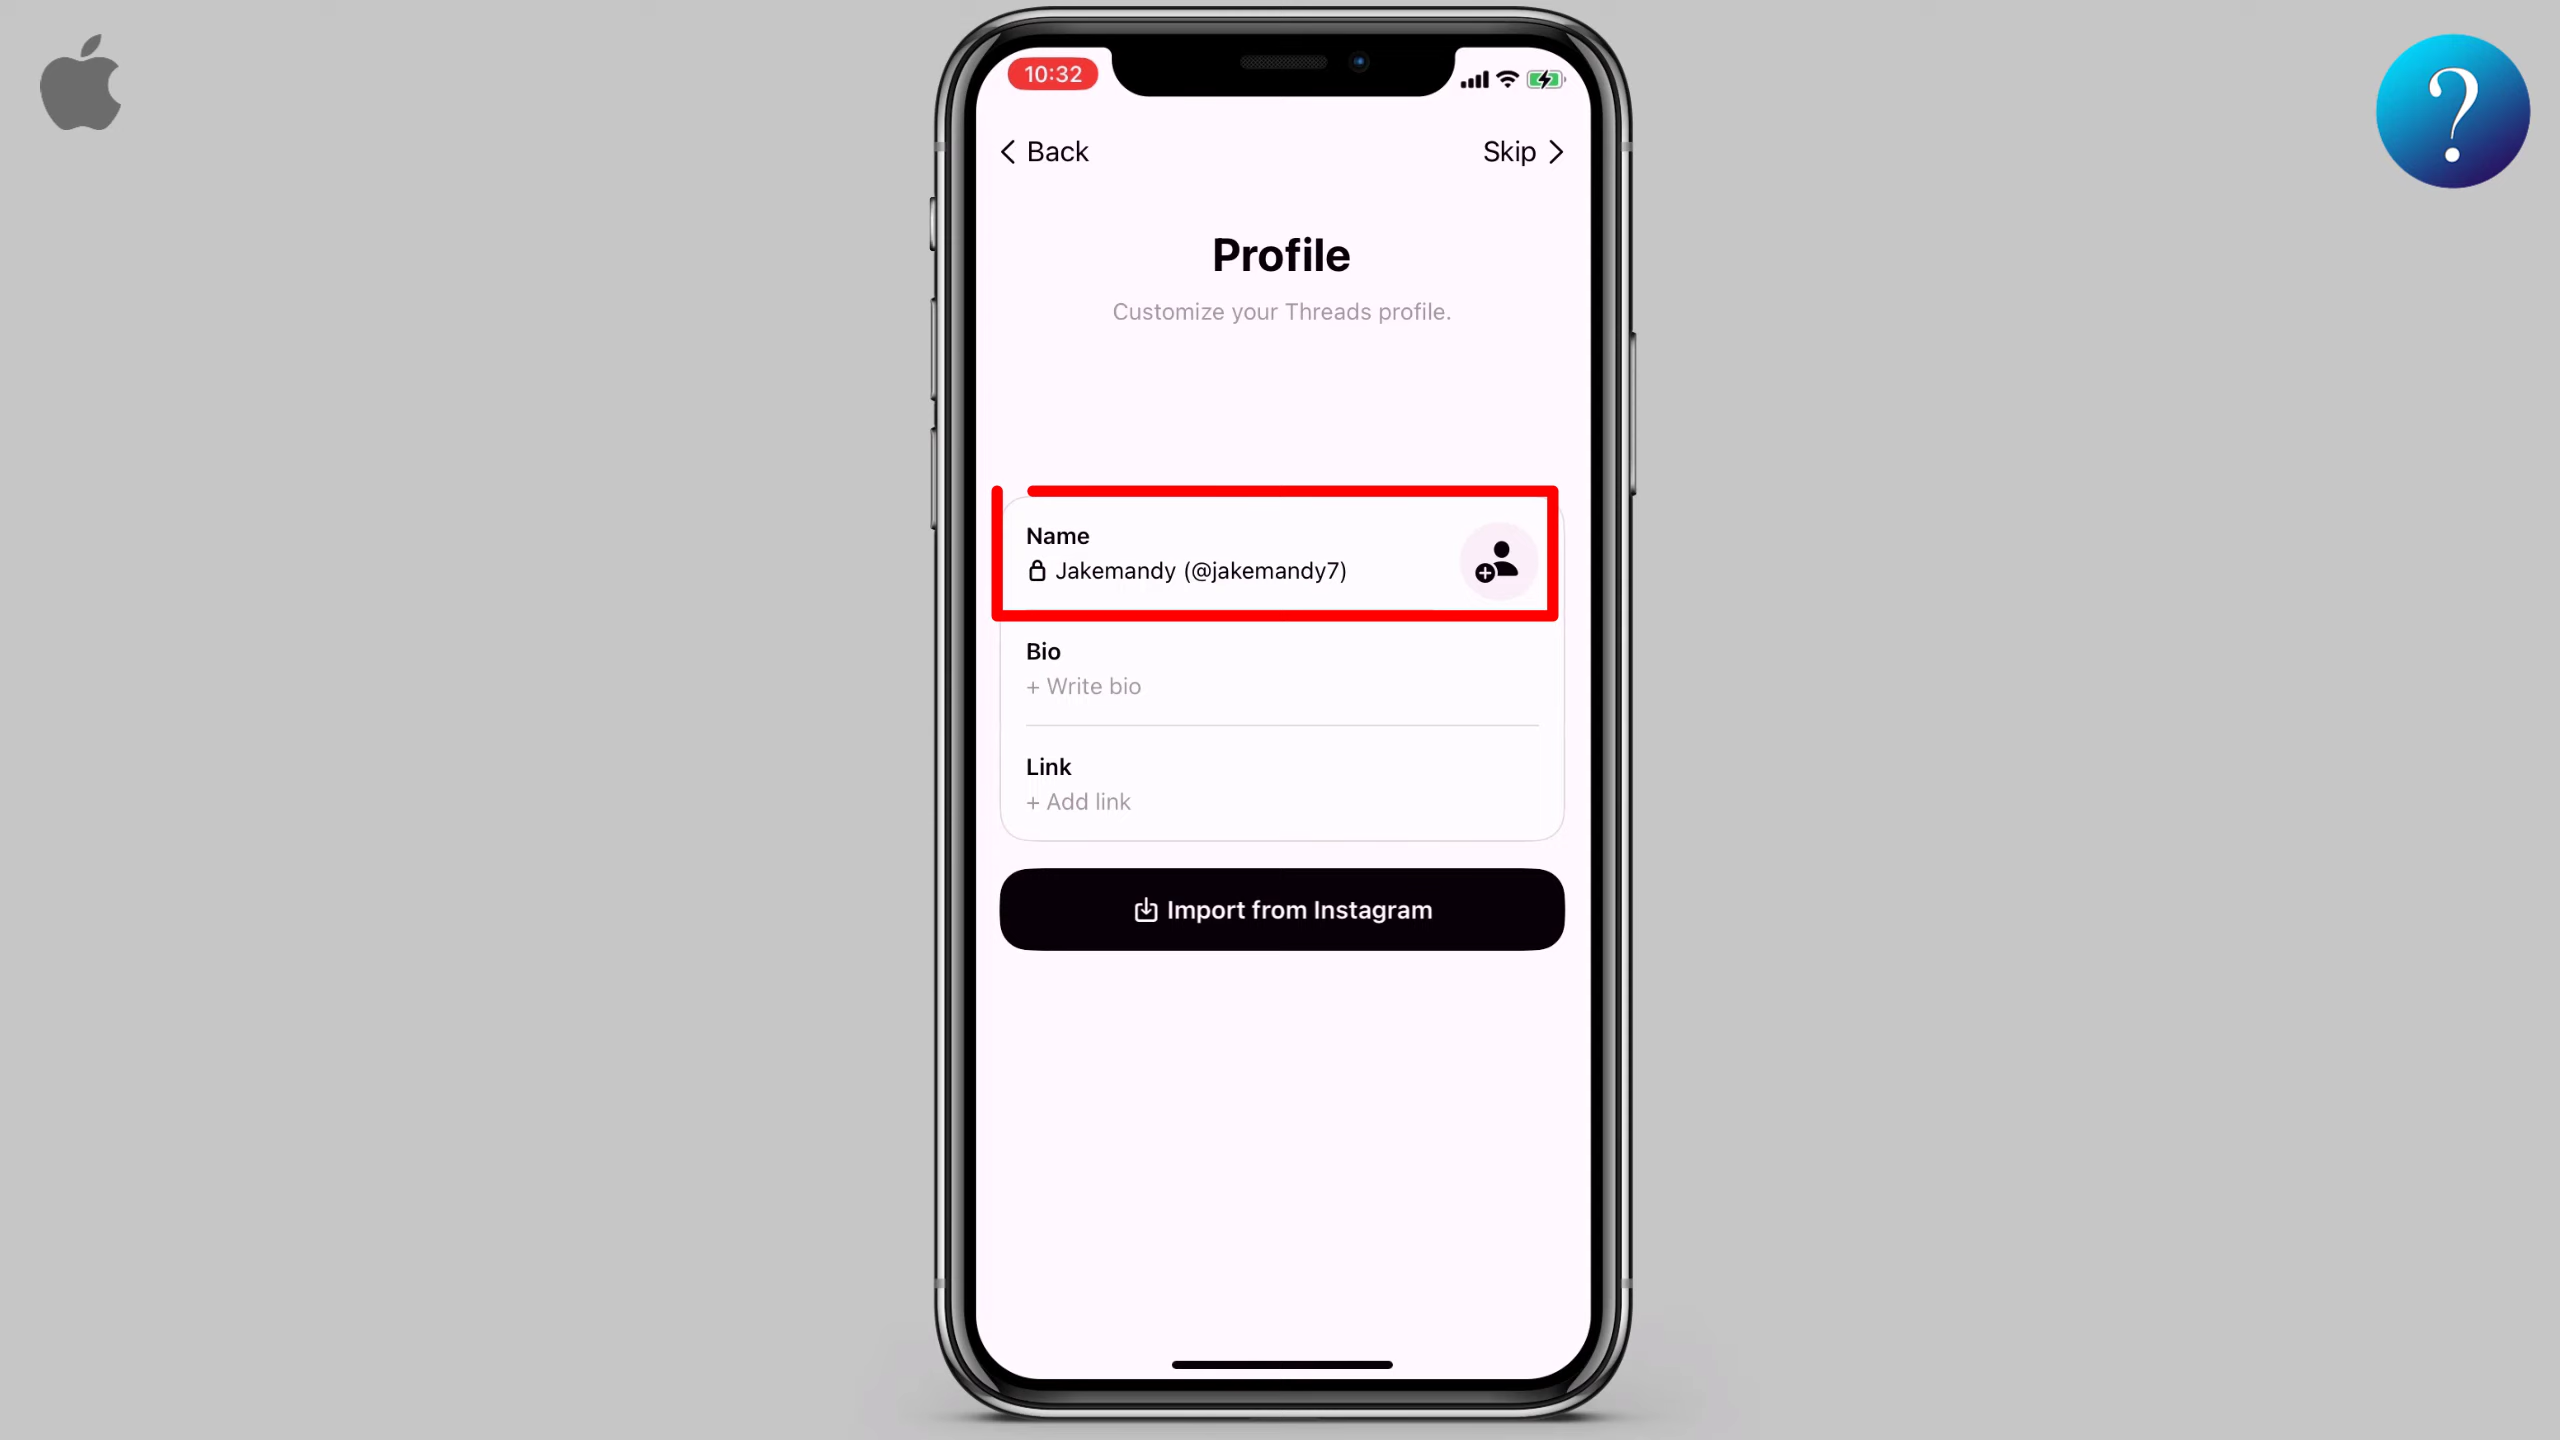 10:32
Back
Skip
Profile
Customize your Threads profile.
Name
Jakemandy (@jakemandy7)
Bio
+ Write bio
Link
+ Add link
Import from Instagram
?